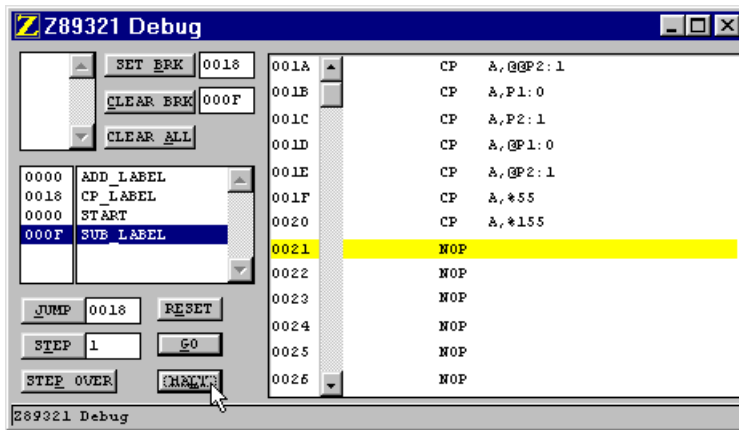 Z Z89321 Debug
SET BRK 0018
CLEAR BRK 000F
CLEAR ALL
0000 ADD_LABEL
0018 CP_LABEL
0000 START
000F SUB_LABEL
JUMP 0018 RESET
STEP 1 GO
STEP OVER HALT
001A CP A,@@P2:1
001B CP A,P1:0
001C CP A,P2:1
001D CP A,@P1:0
001E CP A,@P2:1
001F CP A,%55
0020 CP A,%155
0021 NOP
0022 NOP
0023 NOP
0024 NOP
0025 NOP
0026 NOP
Z89321 Debug